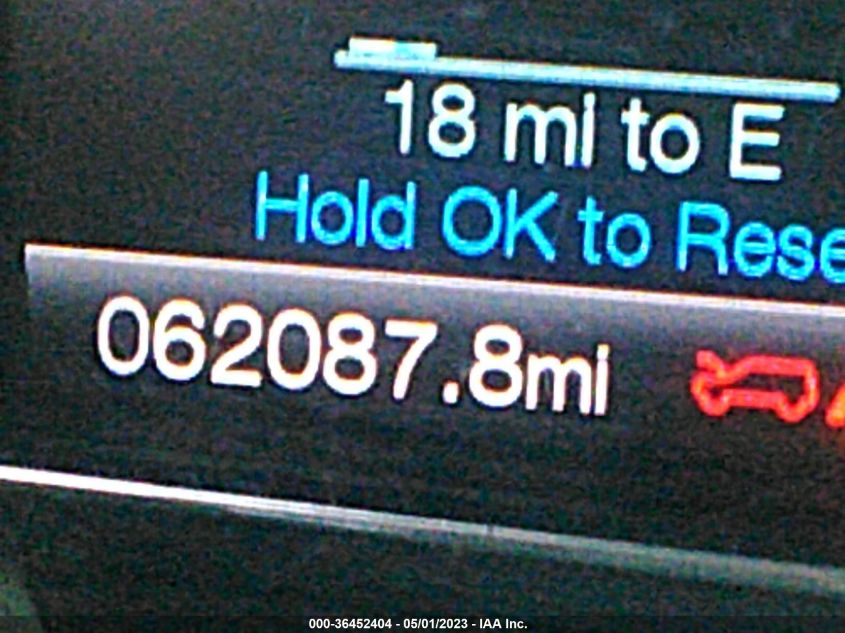 18 mi to E
Hold OK to Rese
062087.8mi
000-36452404 - 05/01/2023 - IAA Inc.